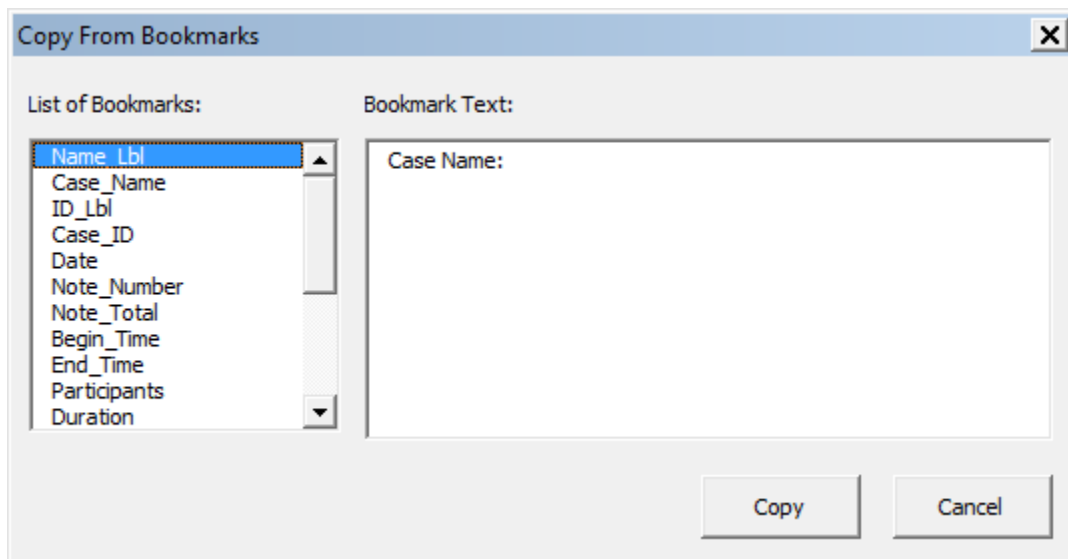 Copy From Bookmarks
List of Bookmarks:
Bookmark Text:
Name_Lbl
Case_Name
ID_Lbl
Case_ID
Date
Note_Number
Note_Total
Begin_Time
End_Time
Participants
Duration
Case Name:
Copy
Cancel